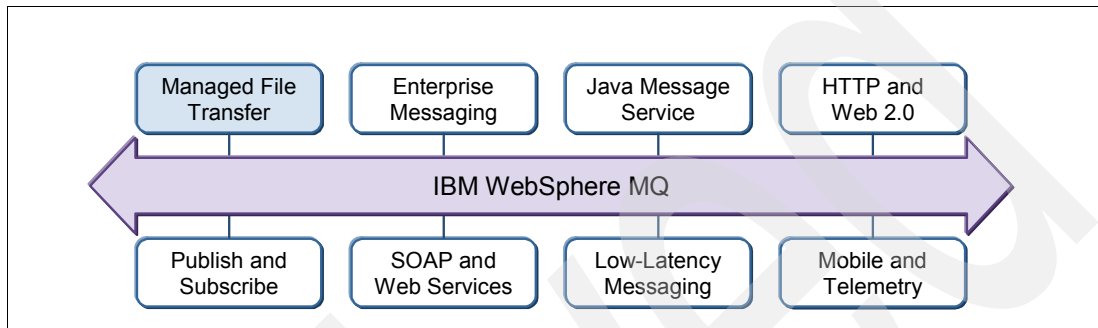 Managed File
Transfer
Enterprise
Messaging
Java Message
Service
HTTP and
Web 2.0
IBM WebSphere MQ
Publish and
Subscribe
SOAP and
Web Services
Low-Latency
Messaging
Mobile and
Telemetry